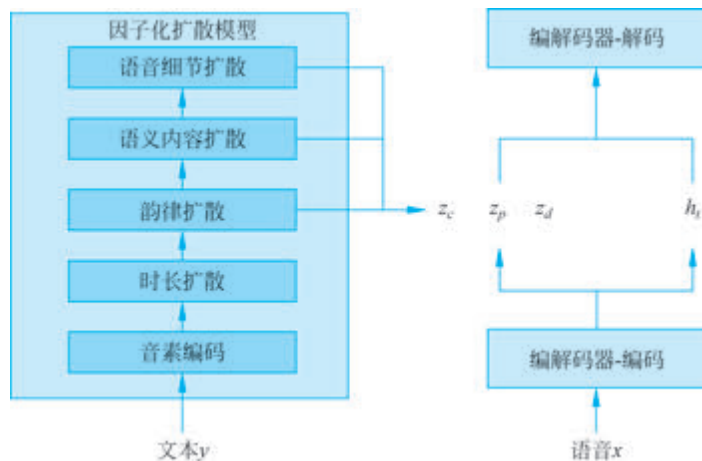 因子化扩散模型
语音细节扩散
语义内容扩散
韵律扩散
时长扩散
音素编码
文本y
编解码器-解码
z_c z_p z_d h_t
编解码器-编码
语音x